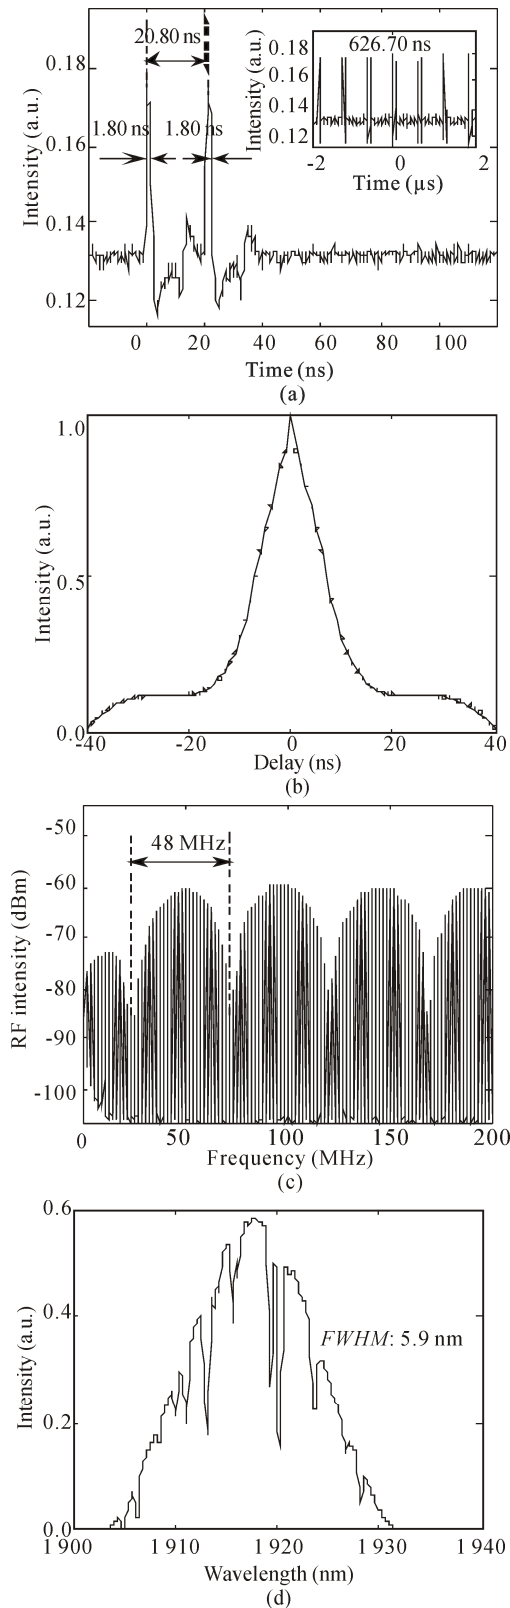 20.80 ns
1.80 ns
1.80 ns
0.18
0.16
0.14
0.12
Intensity (a.u.)
0 20 40 60 80 100
Time (ns)
626.70 ns
0.18
0.16
0.14
0.12
Intensity (a.u.)
-2 0 2
Time (μs)
(a)
1.0
0.5
0.0
Intensity (a.u.)
-40 -20 0 20 40
Delay (ns)
(b)
48 MHz
-50
-60
-70
-80
-90
-100
RF intensity (dBm)
0 50 100 150 200
Frequency (MHz)
(c)
0.6
0.4
0.2
0.0
Intensity (a.u.)
FWHM: 5.9 nm
1 900 1 910 1 920 1 930 1 940
Wavelength (nm)
(d)